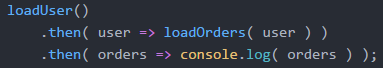 loadUser()
    .then( user => loadOrders( user ) )
    .then( orders => console.log( orders ) );